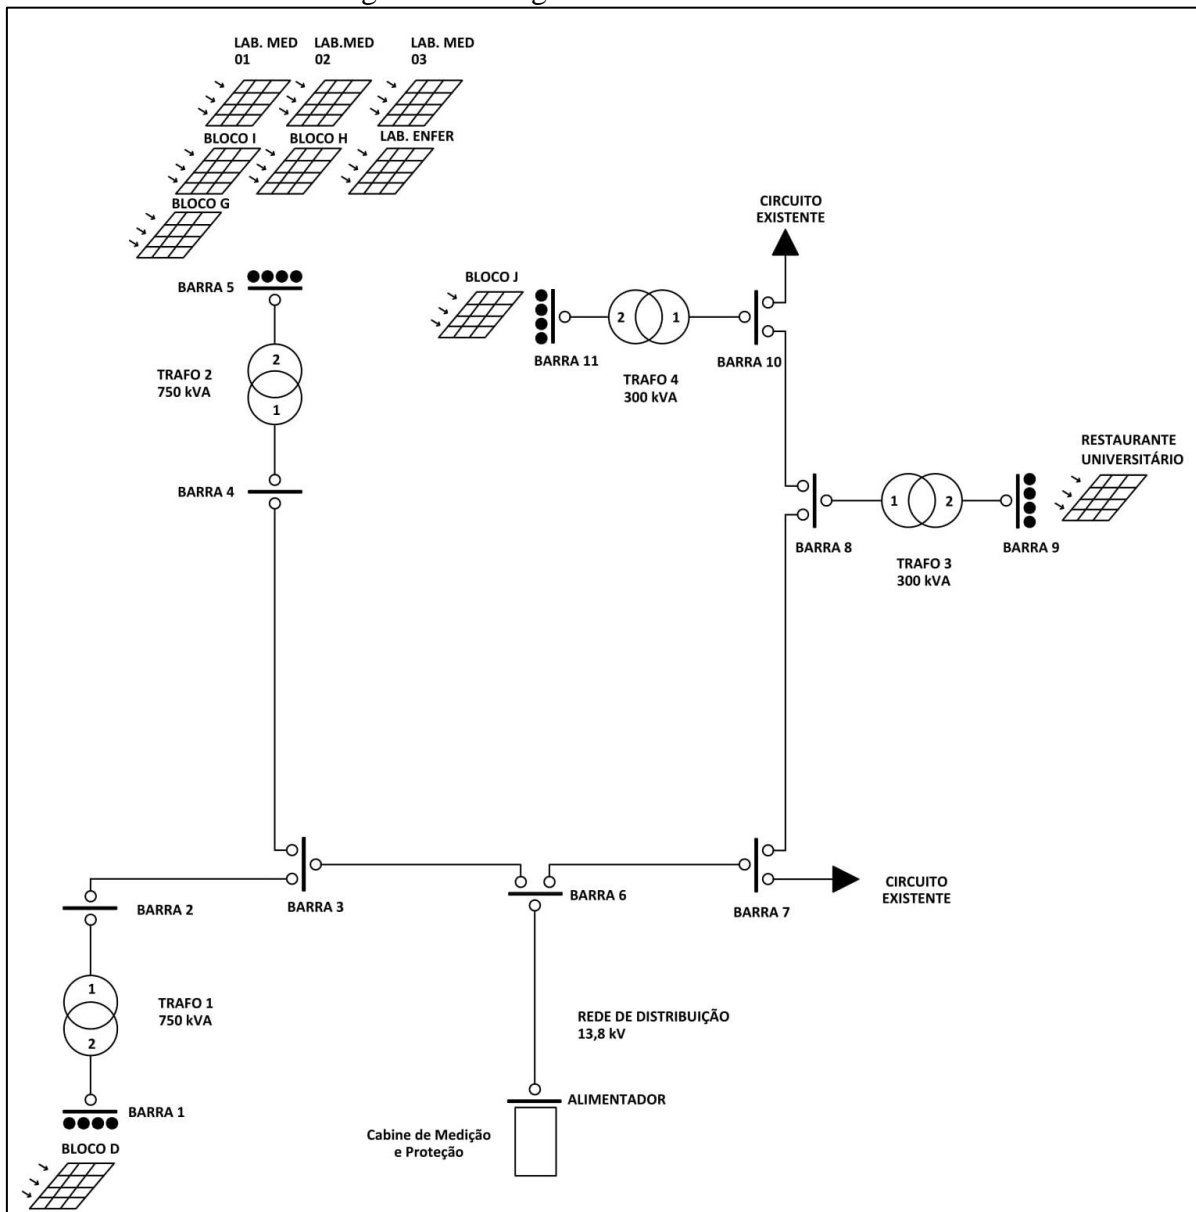 LAB. MED
01
LAB.MED
02
LAB. MED
03
BLOCO I
BLOCO H
LAB. ENFER
BLOCO G
CIRCUITO
EXISTENTE
BARRA 5
BLOCO J
2
1
BARRA 11
BARRA 10
TRAFO 4
300 kVA
TRAFO 2
750 kVA
2
1
RESTAURANTE
UNIVERSITÁRIO
BARRA 4
1
2
BARRA 8
BARRA 9
TRAFO 3
300 kVA
BARRA 2
BARRA 3
BARRA 6
BARRA 7
CIRCUITO
EXISTENTE
1
2
TRAFO 1
750 kVA
REDE DE DISTRIBUIÇÃO
13,8 kV
ALIMENTADOR
BARRA 1
Cabine de Medição
e Proteção
BLOCO D